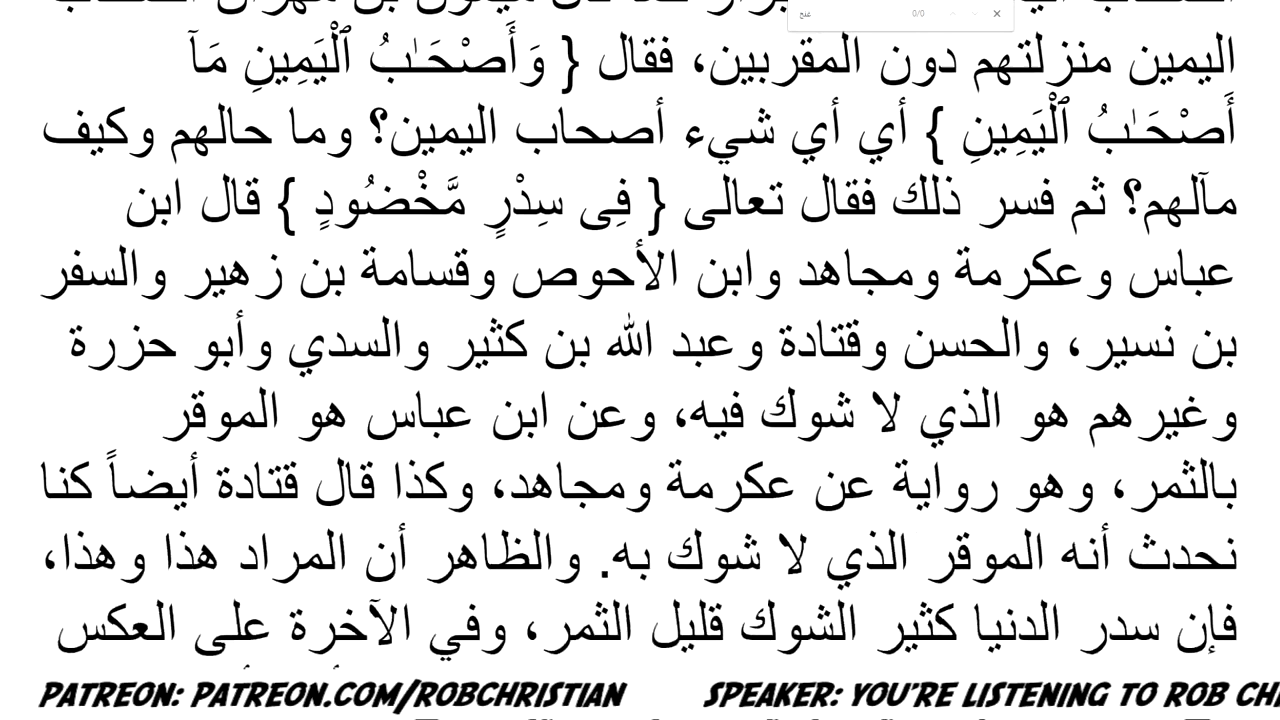 غنج 0/0
اليمين منزلتهم دون المقربين، فقال { وَأَصْحَـٰبُ ٱلْيَمِينِ مَآ
أَصْحَـٰبُ ٱلْيَمِينِ } أي أي شيء أصحاب اليمين؟ وما حالهم وكيف
مآلهم؟ ثم فسر ذلك فقال تعالى { فِى سِدْرٍ مَّخْضُودٍ } قال ابن
عباس وعكرمة ومجاهد وابن الأحوص وقسامة بن زهير والسفر
بن نسير، والحسن وقتادة وعبد الله بن كثير والسدي وأبو حزرة
وغيرهم هو الذي لا شوك فيه، وعن ابن عباس هو الموقر
بالثمر، وهو رواية عن عكرمة ومجاهد، وكذا قال قتادة أيضاً كنا
نحدث أنه الموقر الذي لا شوك به. والظاهر أن المراد هذا وهذا،
فإن سدر الدنيا كثير الشوك قليل الثمر، وفي الآخرة على العكس
PATREON: PATREON.COM/ROBCHRISTIAN SPEAKER: YOU'RE LISTENING TO ROB CH